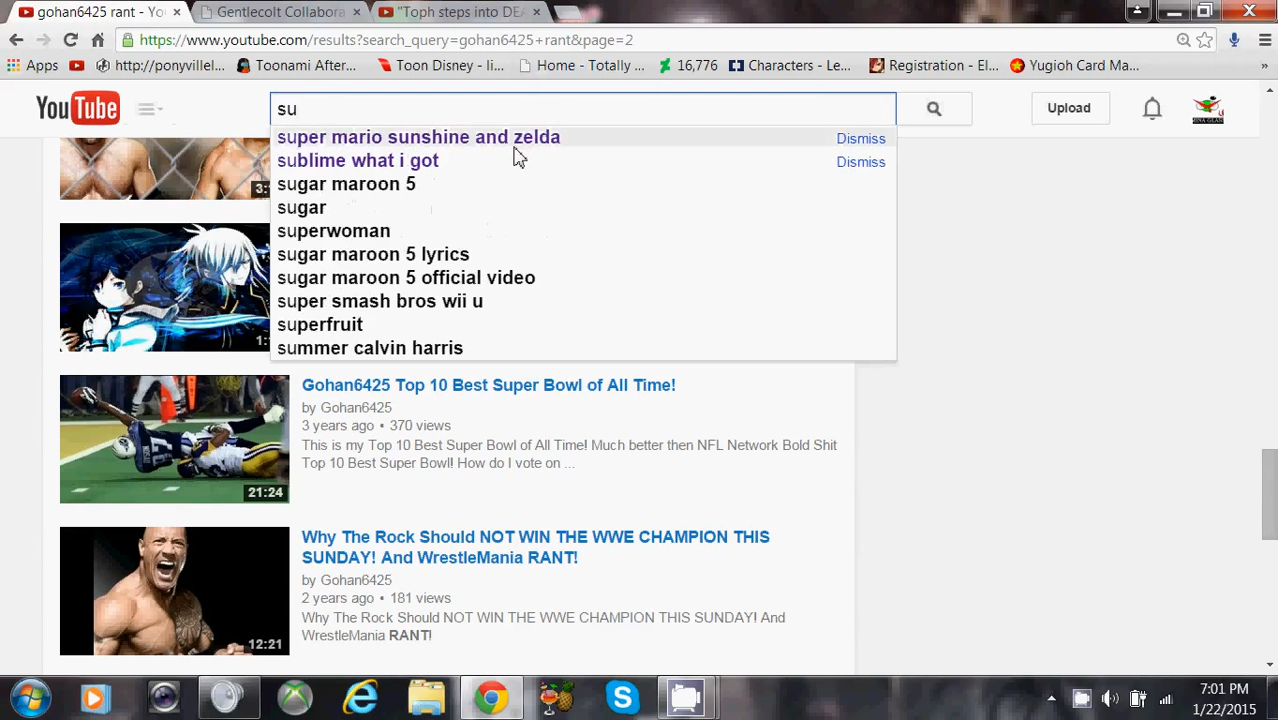 gohan6425 rant - Yo
Gentlecolt Collabora
"Toph steps into DEA
https://www.youtube.com/results?search_query=gohan6425+rant&page=2
Apps
http://ponyvillel...
Toonami After...
Toon Disney - li...
Home - Totally ...
16,776
Characters - Le...
Registration - El...
Yugioh Card Ma...
»
YouTube
su
Upload
super mario sunshine and zelda Dismiss
sublime what i got Dismiss
sugar maroon 5
sugar
superwoman
sugar maroon 5 lyrics
sugar maroon 5 official video
super smash bros wii u
superfruit
summer calvin harris
Gohan6425 Top 10 Best Super Bowl of All Time!
by Gohan6425
3 years ago • 370 views
This is my Top 10 Best Super Bowl of All Time! Much better then NFL Network Bold Shit
Top 10 Best Super Bowl! How do I vote on ...
21:24
Why The Rock Should NOT WIN THE WWE CHAMPION THIS
SUNDAY! And WrestleMania RANT!
by Gohan6425
2 years ago • 181 views
Why The Rock Should NOT WIN THE WWE CHAMPION THIS SUNDAY! And
WrestleMania RANT!
12:21
7:01 PM
1/22/2015